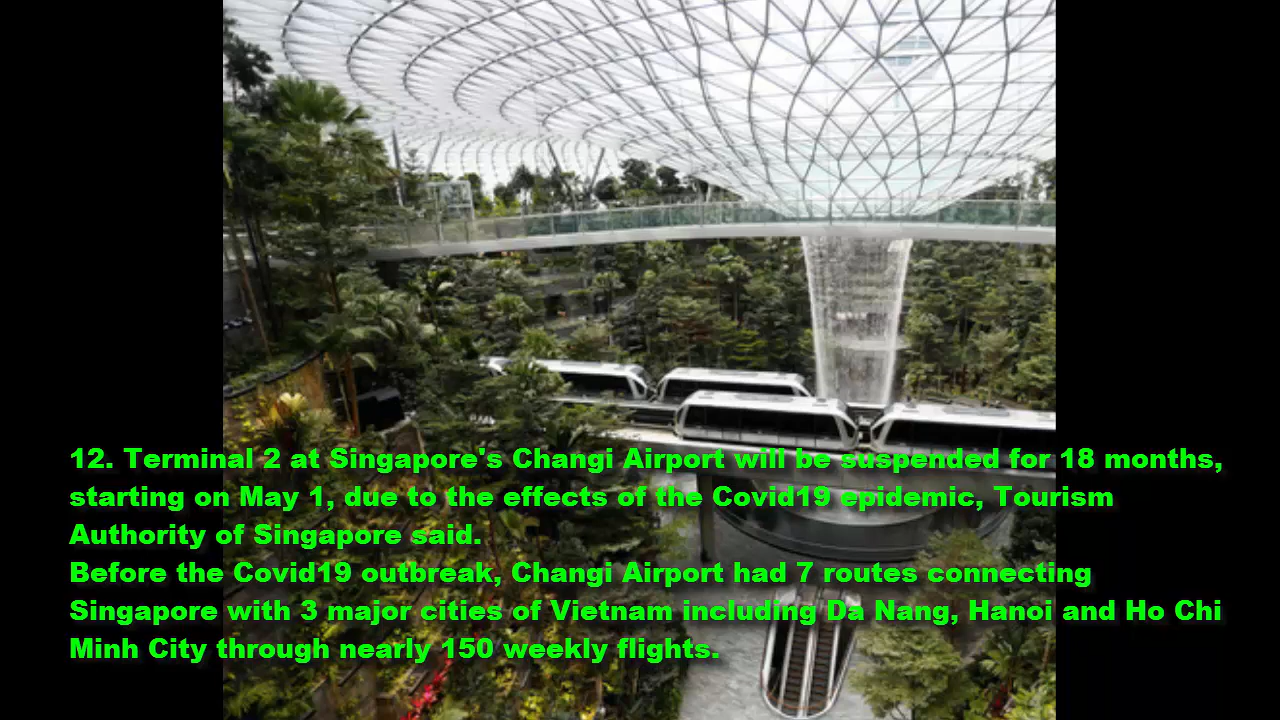 12. Terminal 2 at Singapore's Changi Airport will be suspended for 18 months,
starting on May 1, due to the effects of the Covid19 epidemic, Tourism
Authority of Singapore said.
Before the Covid19 outbreak, Changi Airport had 7 routes connecting
Singapore with 3 major cities of Vietnam including Da Nang, Hanoi and Ho Chi
Minh City through nearly 150 weekly flights.